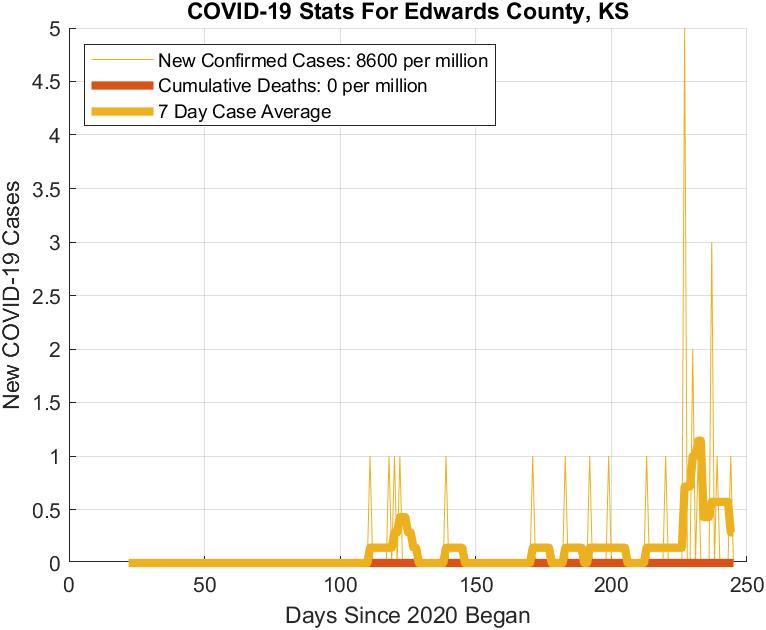 COVID-19 Stats For Edwards County, KS
New Confirmed Cases: 8600 per million
Cumulative Deaths: 0 per million
7 Day Case Average
New COVID-19 Cases
5
4.5
4
3.5
3
2.5
2
1.5
1
0.5
0
0 50 100 150 200 250
Days Since 2020 Began